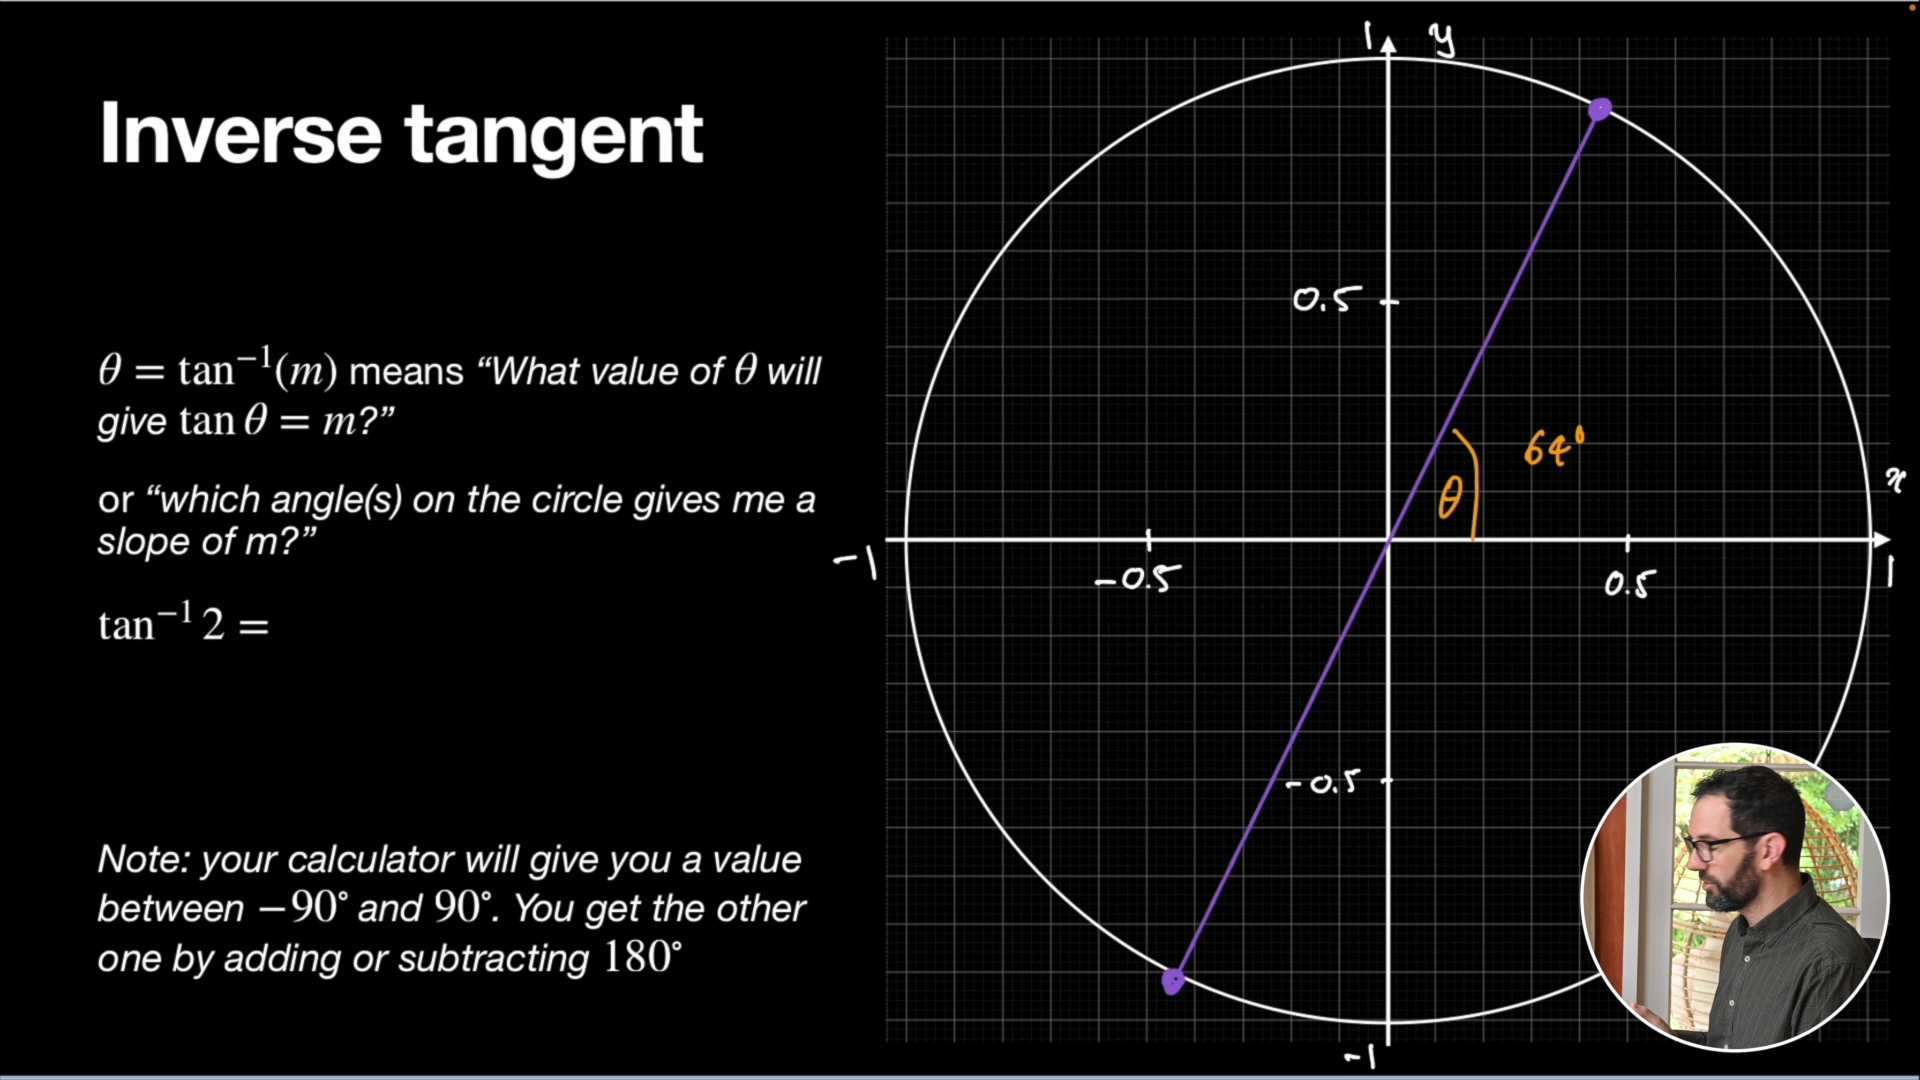 Inverse tangent
θ = tan⁻¹(m) means “What value of θ will
give tan θ = m?”
or “which angle(s) on the circle gives me a
slope of m?”
tan⁻¹ 2 =
Note: your calculator will give you a value
between −90° and 90°. You get the other
one by adding or subtracting 180°
1 y
0.5
64°
θ
x
-1
-0.5
0.5
1
-0.5
-1